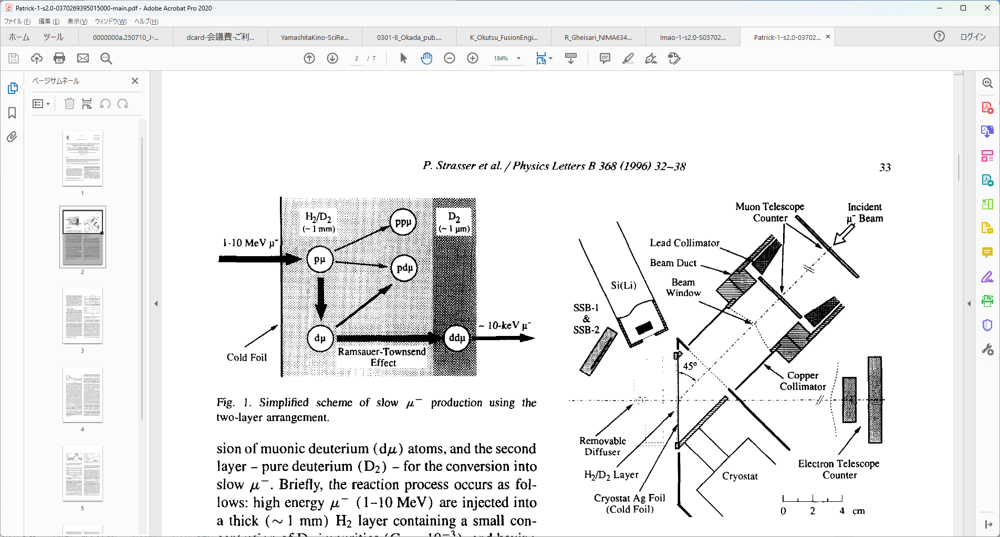 Patrick-1-s2.0-0370269395015000-main.pdf - Adobe Acrobat Pro 2020
ファイル (F) 編集 (E) 表示(V) ウィンドウ(W) ヘルプ(H)
ホーム ツール 0000000a.250710_J-... dcard-会議費-ご利... YamashitaKino-SciRe... 0301-8_Okada_pub.... K_Okutsu_FusionEngi... R_Gheisari_NIMA634... Imao-1-s2.0-S03702... Patrick-1-s2.0-03702... × ログイン
2 / 7 184%
ページサムネール
1
2
3
4
5
P. Strasser et al. / Physics Letters B 368 (1996) 32–38
33
H₂/D₂
(~ 1 mm)
D₂
(~ 1 µm)
ppµ
1-10 MeV µ⁻
pµ
pdµ
dµ
ddµ
~ 10-keV µ⁻
Ramsauer-Townsend
Effect
Cold Foil
Fig. 1. Simplified scheme of slow µ⁻ production using the
two-layer arrangement.
sion of muonic deuterium (dµ) atoms, and the second
layer – pure deuterium (D₂) – for the conversion into
slow µ⁻. Briefly, the reaction process occurs as fol-
lows: high energy µ⁻ (1–10 MeV) are injected into
a thick (~ 1 mm) H₂ layer containing a small con-
Muon Telescope
Counter
Incident
µ⁻ Beam
Lead Collimator
Beam Duct
Beam
Window
Si(Li)
SSB-1
&
SSB-2
45°
Copper
Collimator
Removable
Diffuser
H₂/D₂ Layer
Cryostat Ag Foil
(Cold Foil)
Cryostat
Electron Telescope
Counter
0 2 4 cm